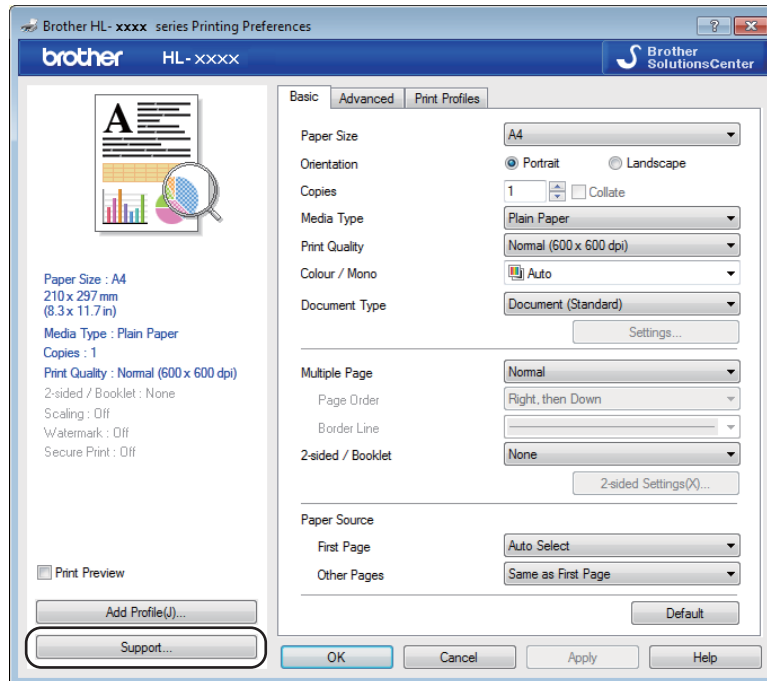 Brother HL- xxxx series Printing Preferences
?
X
brother HL-xxxx
Brother
SolutionsCenter
A
Paper Size : A4
210 x 297 mm
(8.3 x 11.7 in)
Media Type : Plain Paper
Copies : 1
Print Quality : Normal (600 x 600 dpi)
2-sided / Booklet : None
Scaling : Off
Watermark : Off
Secure Print : Off
Print Preview
Add Profile(J)...
Support...
Basic Advanced Print Profiles
Paper Size A4
Orientation Portrait Landscape
Copies 1 Collate
Media Type Plain Paper
Print Quality Normal (600 x 600 dpi)
Colour / Mono Auto
Document Type Document (Standard)
Settings...
Multiple Page Normal
Page Order Right, then Down
Border Line
2-sided / Booklet None
2-sided Settings(X)...
Paper Source
First Page Auto Select
Other Pages Same as First Page
Default
OK Cancel Apply Help